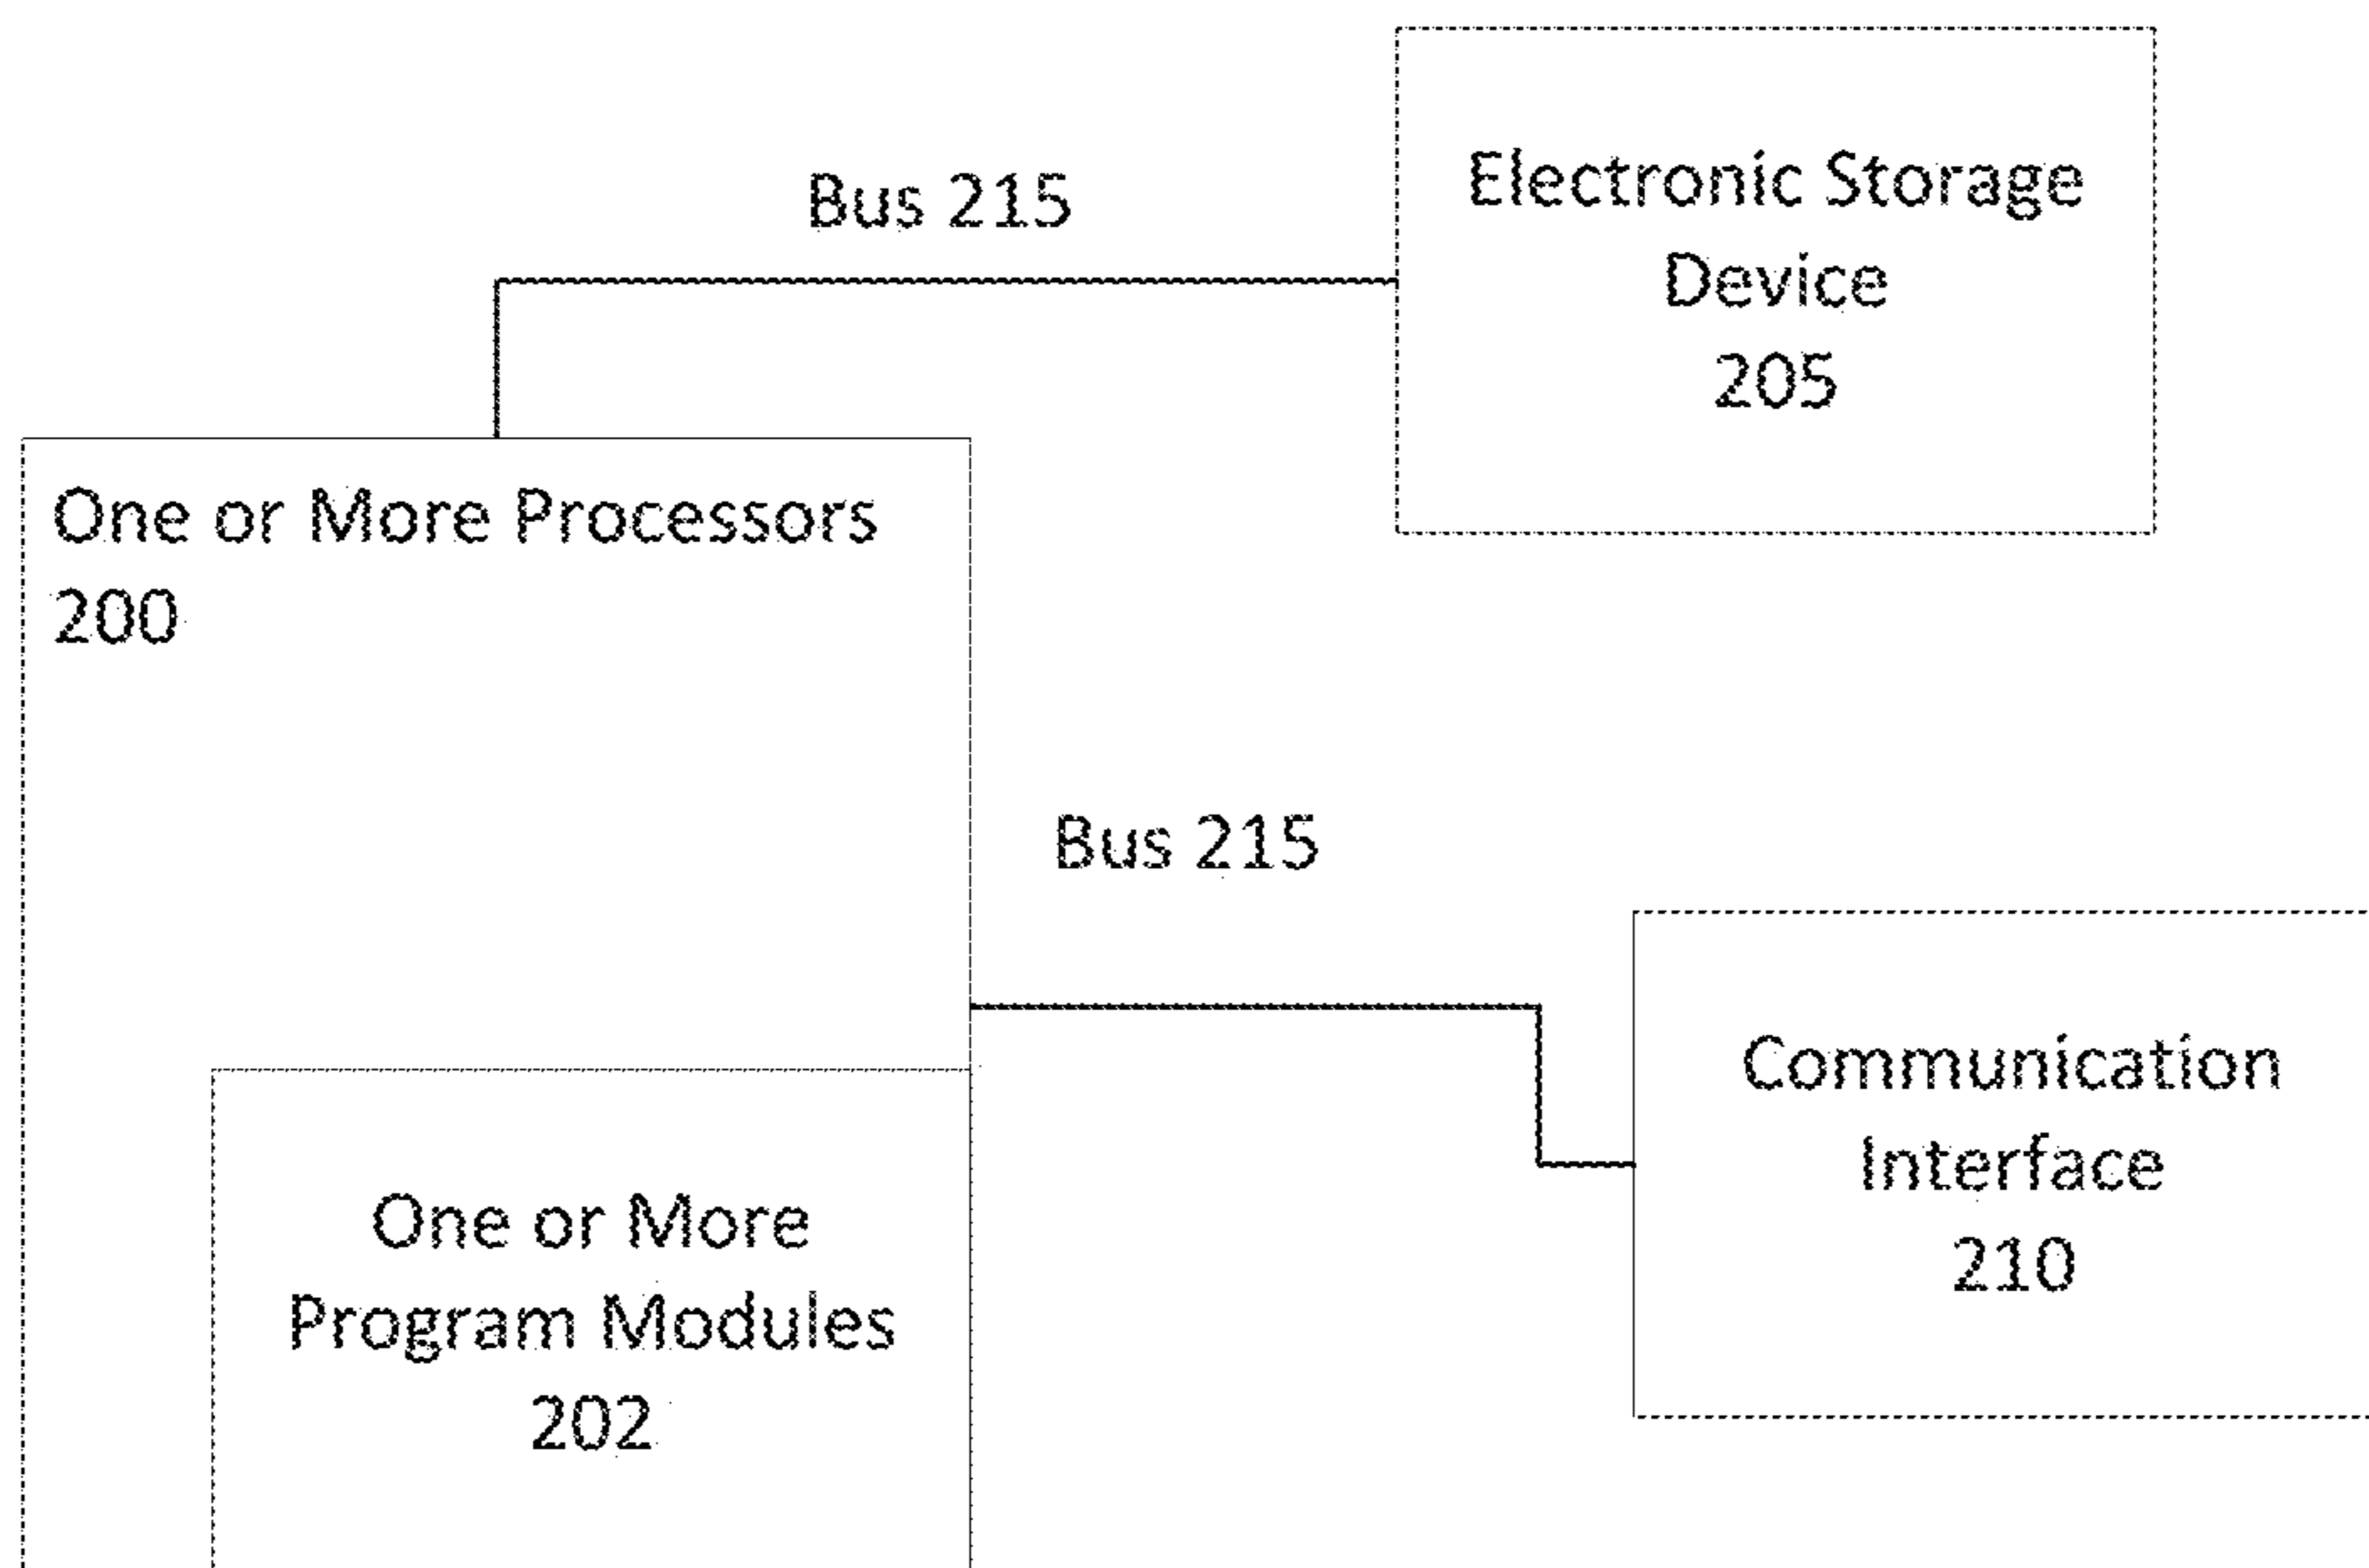 Bus 215
Electronic Storage
Device
205
One or More Processors
200
Bus 215
Communication
Interface
210
One or More
Program Modules
202